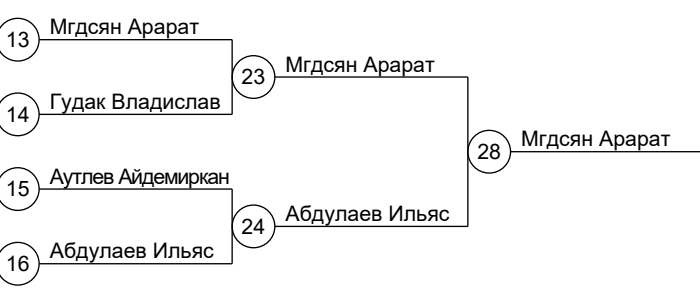 13 Мгдсян Арарат
23 Мгдсян Арарат
14 Гудак Владислав
28 Мгдсян Арарат
15 Аутлев Айдемиркан
24 Абдулаев Ильяс
16 Абдулаев Ильяс